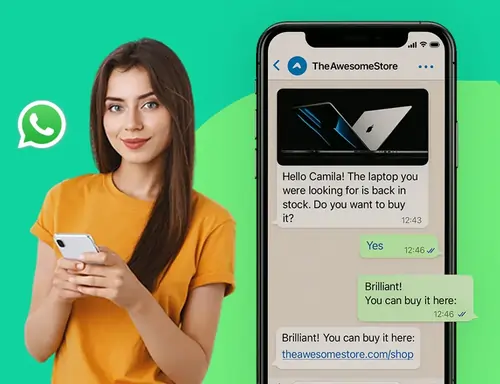 TheAwesomeStore
Hello Camila! The laptop you
were looking for is back in
stock. Do you want to buy
it?
12:43
Yes
12:46
Brilliant!
You can buy it here:
12:46
Brilliant! You can buy it here:
theawesomestore.com/shop